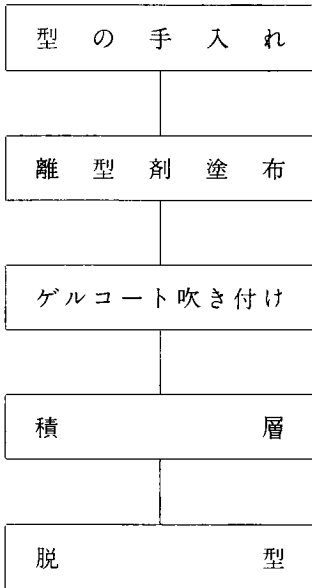 型の手入れ
離型剤塗布
ゲルコート吹き付け
積層
脱型